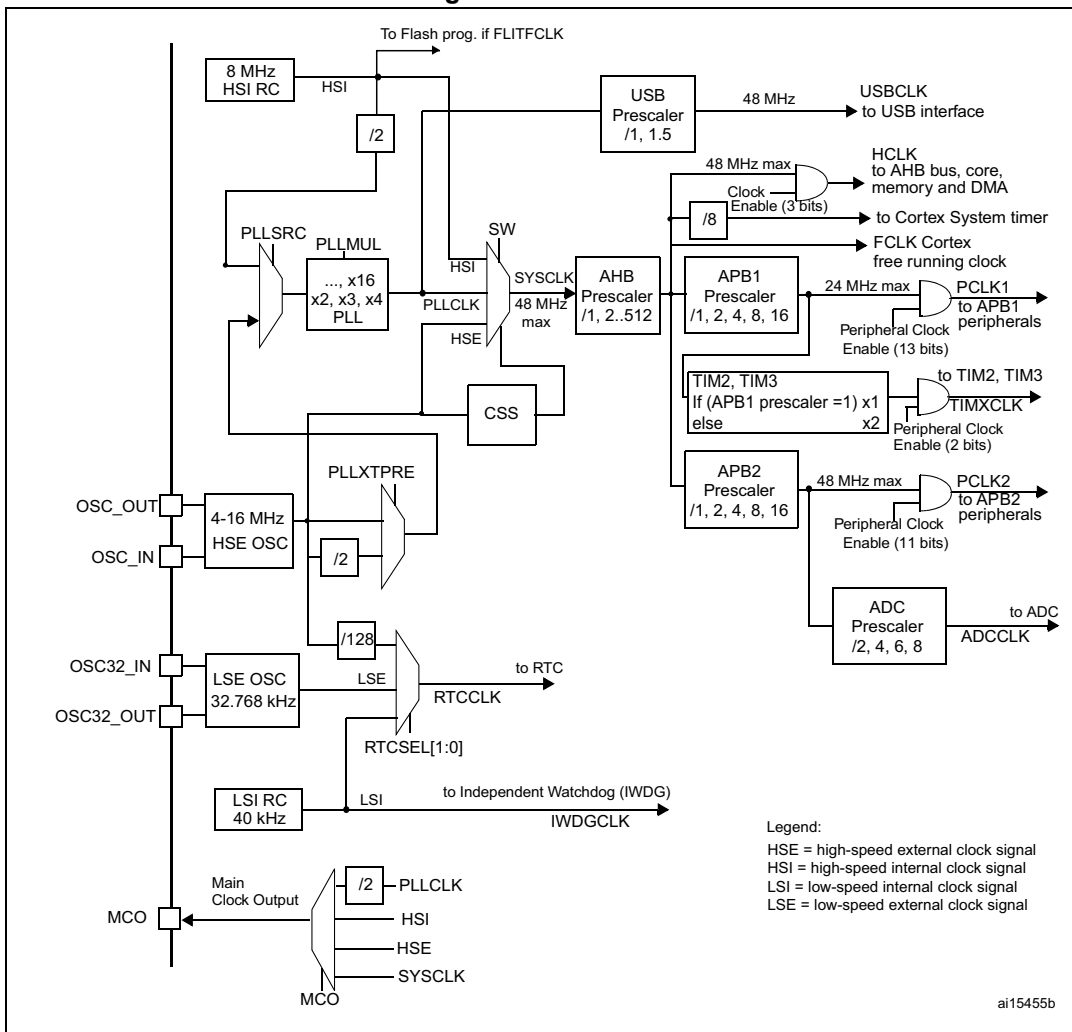 To Flash prog. if FLITFCLK
8 MHz
HSI RC
HSI
/2
USB
Prescaler
/1, 1.5
48 MHz
USBCLK
to USB interface
48 MHz max
HCLK
to AHB bus, core,
memory and DMA
Clock
Enable (3 bits)
/8
to Cortex System timer
FCLK Cortex
free running clock
PLLSRC
PLLMUL
..., x16
x2, x3, x4
PLL
SW
HSI
PLLCLK
HSE
SYSCLK
48 MHz
max
AHB
Prescaler
/1, 2..512
APB1
Prescaler
/1, 2, 4, 8, 16
24 MHz max
PCLK1
to APB1
peripherals
Peripheral Clock
Enable (13 bits)
TIM2, TIM3
If (APB1 prescaler =1) x1
else x2
to TIM2, TIM3
TIMXCLK
Peripheral Clock
Enable (2 bits)
CSS
PLLXTPRE
OSC_OUT
OSC_IN
4-16 MHz
HSE OSC
/2
APB2
Prescaler
/1, 2, 4, 8, 16
48 MHz max
PCLK2
to APB2
peripherals
Peripheral Clock
Enable (11 bits)
ADC
Prescaler
/2, 4, 6, 8
to ADC
ADCCLK
/128
OSC32_IN
OSC32_OUT
LSE OSC
32.768 kHz
LSE
to RTC
RTCCLK
RTCSEL[1:0]
LSI RC
40 kHz
LSI
to Independent Watchdog (IWDG)
IWDGCLK
Legend:
HSE = high-speed external clock signal
HSI = high-speed internal clock signal
LSI = low-speed internal clock signal
LSE = low-speed external clock signal
Main
Clock Output
MCO
/2
PLLCLK
HSI
HSE
SYSCLK
MCO
ai15455b